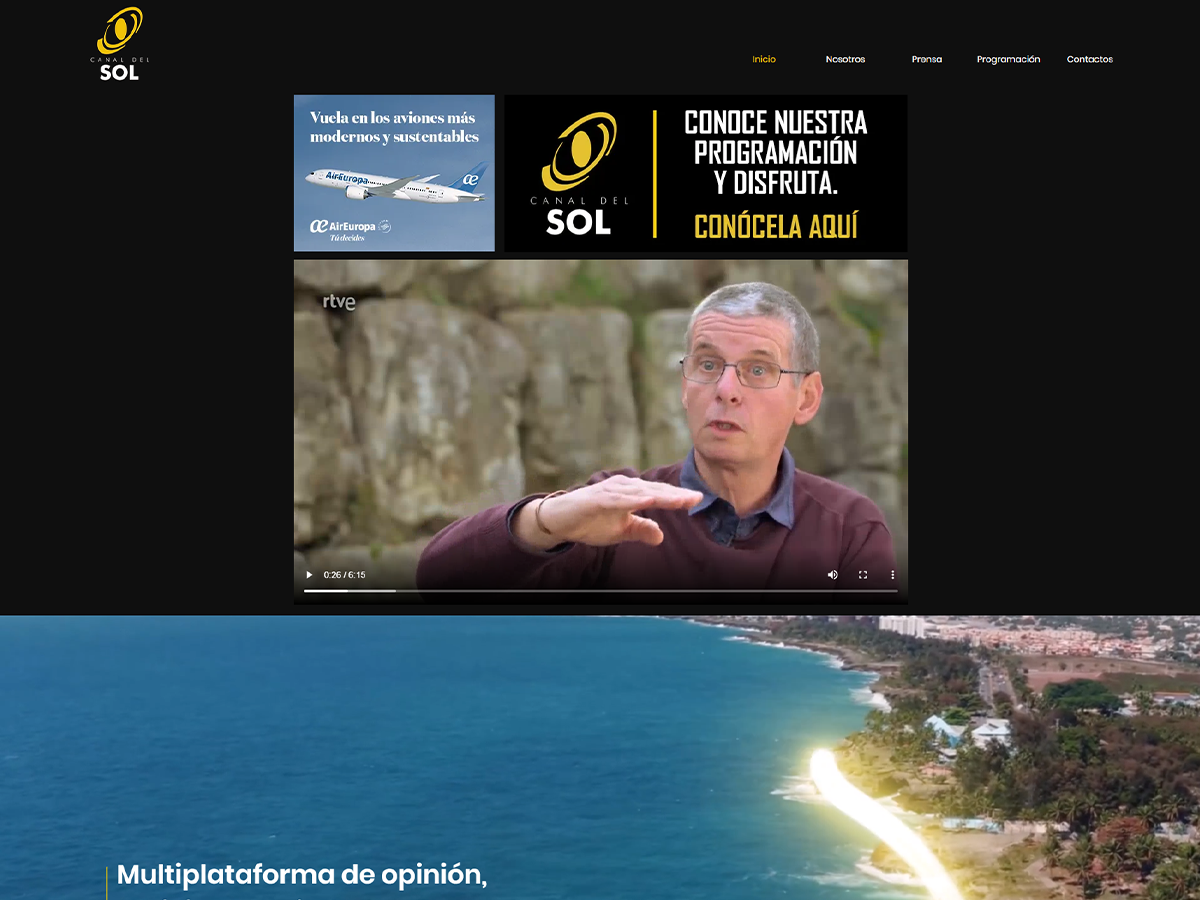 CANAL DEL
SOL
Inicio
Nosotros
Prensa
Programación
Contactos
Vuela en los aviones más
modernos y sustentables
AirEuropa
AirEuropa
Tú decides
CANAL DEL
SOL
CONOCE NUESTRA
PROGRAMACIÓN
Y DISFRUTA.
CONÓCELA AQUÍ
rtve
0:26 / 6:15
Multiplataforma de opinión,